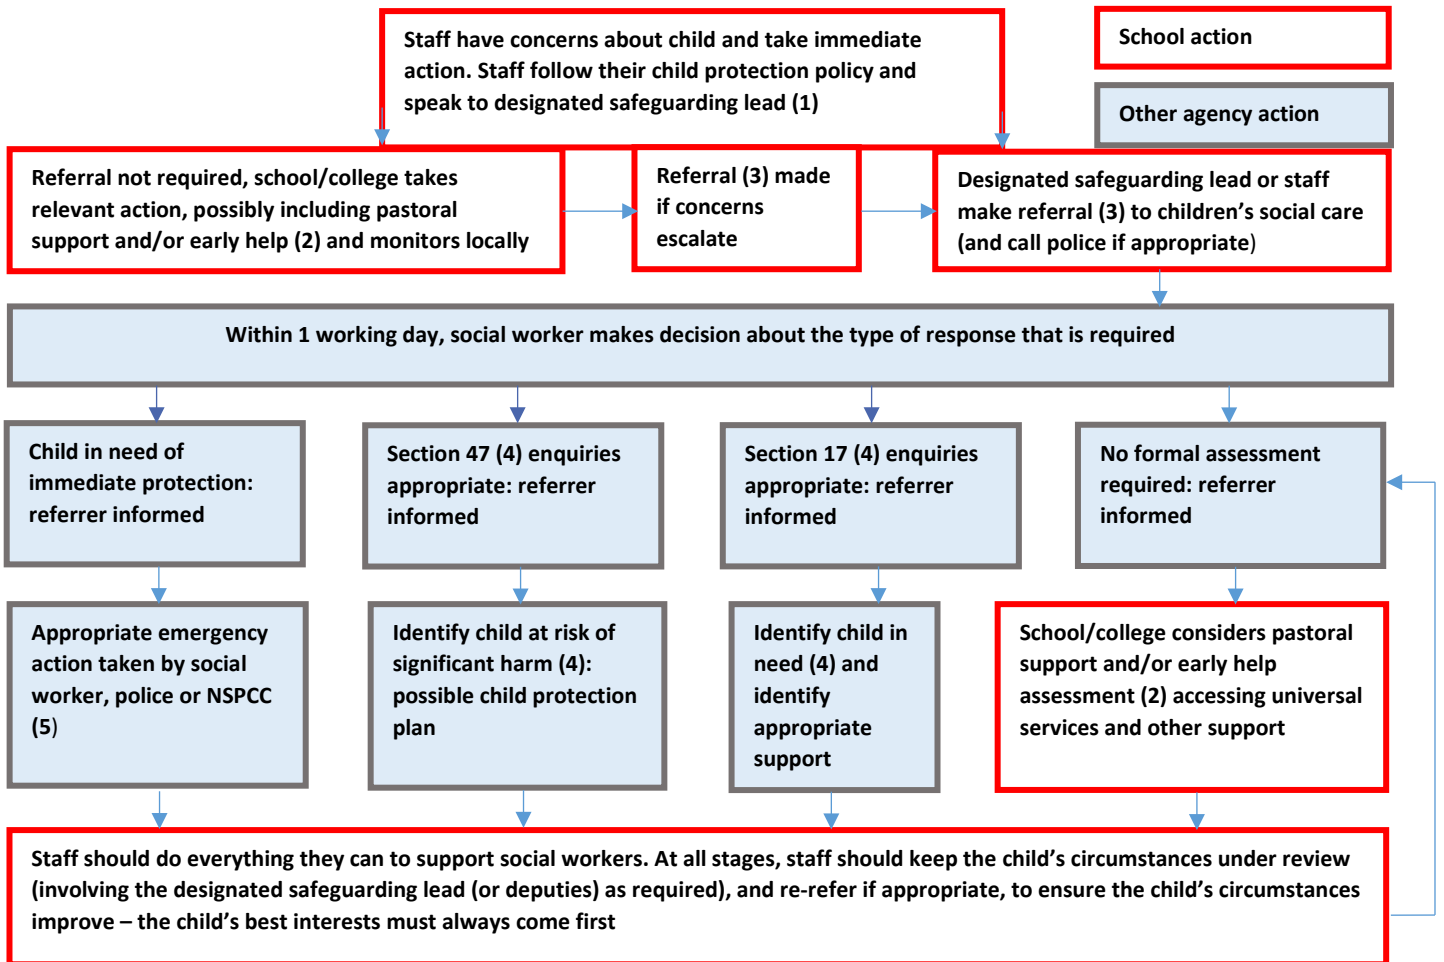 Staff have concerns about child and take immediate
action. Staff follow their child protection policy and
speak to designated safeguarding lead (1)
School action
Other agency action
Referral not required, school/college takes
relevant action, possibly including pastoral
support and/or early help (2) and monitors locally
Referral (3) made
if concerns
escalate
Designated safeguarding lead or staff
make referral (3) to children’s social care
(and call police if appropriate)
Within 1 working day, social worker makes decision about the type of response that is required
Child in need of
immediate protection:
referrer informed
Section 47 (4) enquiries
appropriate: referrer
informed
Section 17 (4) enquiries
appropriate: referrer
informed
No formal assessment
required: referrer
informed
Appropriate emergency
action taken by social
worker, police or NSPCC
(5)
Identify child at risk of
significant harm (4):
possible child protection
plan
Identify child in
need (4) and
identify
appropriate
support
School/college considers pastoral
support and/or early help
assessment (2) accessing universal
services and other support
Staff should do everything they can to support social workers. At all stages, staff should keep the child’s circumstances under review
(involving the designated safeguarding lead (or deputies) as required), and re-refer if appropriate, to ensure the child’s circumstances
improve – the child’s best interests must always come first